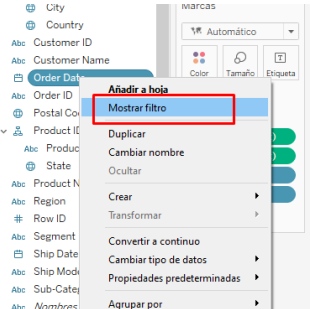 City
Country
Abc Customer ID
Abc Customer Name
Order Date
Abc Order ID
Postal Co
Product ID
Abc Produc
State
Abc Product N
Abc Region
# Row ID
Abc Segment
Ship Date
Abc Ship Mode
Abc Sub-Cate
Abc Nombres
Marcas
Automático
Color Tamaño Etiqueta
Añadir a hoja
Mostrar filtro
Duplicar
Cambiar nombre
Ocultar
Crear
Transformar
Convertir a continuo
Cambiar tipo de datos
Propiedades predeterminadas
Agrupar por